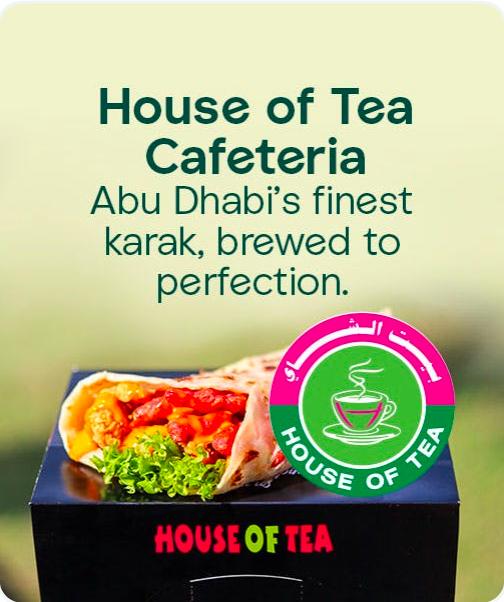 House of Tea
Cafeteria
Abu Dhabi's finest
karak, brewed to
perfection.
بيت الشاي
HOUSE OF TEA
HOUSE OF TEA